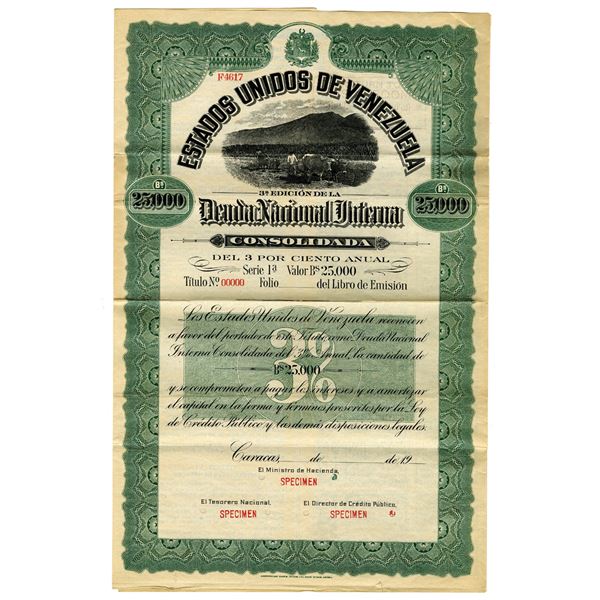 F4617
ESTADOS UNIDOS DE VENEZUELA
Bs 25.000
Bs 25.000
3ª EDICIÓN DE LA
Deuda Nacional Interna
CONSOLIDADA
DEL 3 POR CIENTO ANUAL
Serie 1ª Valor Bs 25.000
Título Nº 00000 Folio del Libro de Emisión
Los Estados Unidos de Venezuela reconocen
a favor del portador de este Título, como Deuda Nacional
Interna Consolidada del 3% Anual, la cantidad de
Bs 25.000
y se comprometen a pagar los intereses y a amortizar
el capital en la forma y términos prescritos por la Ley
de Crédito Público y las demás disposiciones legales.
3%
Caracas, de de 19
El Ministro de Hacienda,
SPECIMEN
El Tesorero Nacional, El Director de Crédito Público,
SPECIMEN SPECIMEN